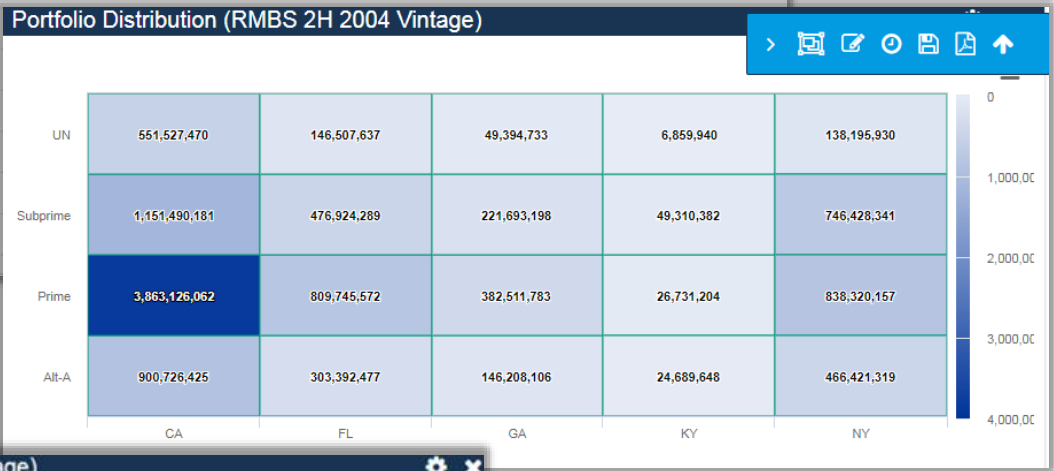 Portfolio Distribution (RMBS 2H 2004 Vintage)
0
UN 551,527,470 146,507,637 49,394,733 6,859,940 138,195,930
1,000,00
Subprime 1,151,490,181 476,924,289 221,693,198 49,310,382 746,428,341
2,000,00
Prime 3,863,126,062 809,745,572 382,511,783 26,731,204 838,320,157
3,000,00
Alt-A 900,726,425 303,392,477 146,208,106 24,689,648 466,421,319
4,000,00
CA FL GA KY NY
age)